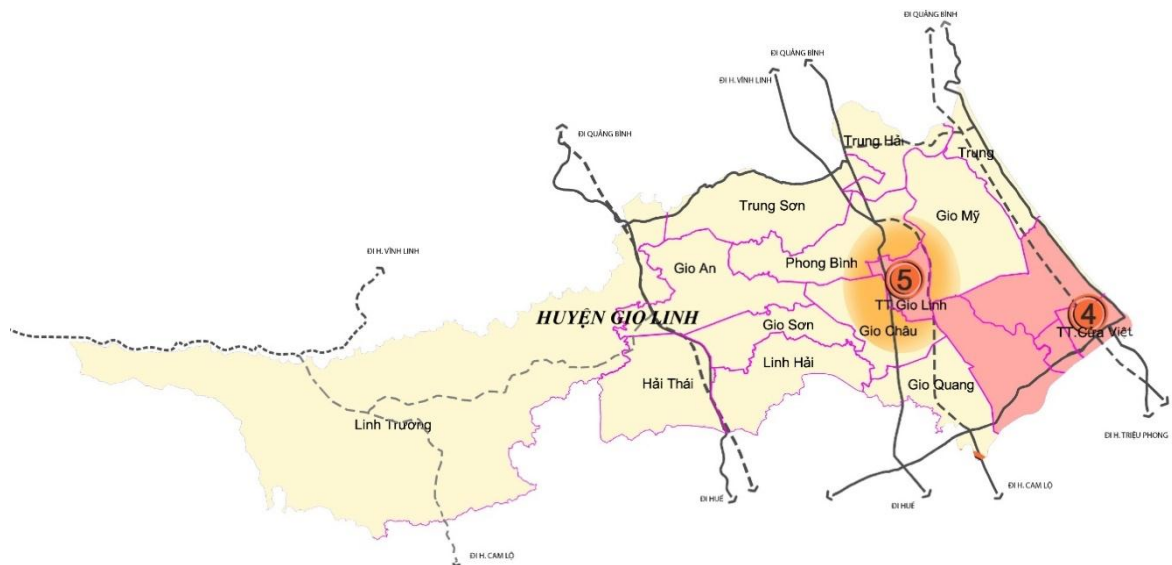 ĐI QUẢNG BÌNH
ĐI QUẢNG BÌNH
ĐI H. VĨNH LINH
ĐI QUẢNG BÌNH
Trung Hải
Trung
Trung Sơn
Gio Mỹ
ĐI H. VĨNH LINH
Gio An
Phong Bình
5
TT.Gio Linh
4
TT.Cửa Việt
HUYỆN GIO LINH
Gio Sơn
Gio Châu
Linh Hải
Hải Thái
Gio Quang
Linh Trường
ĐI H. TRIỆU PHONG
ĐI HUẾ
ĐI HUẾ
ĐI H. CAM LỘ
ĐI H. CAM LỘ